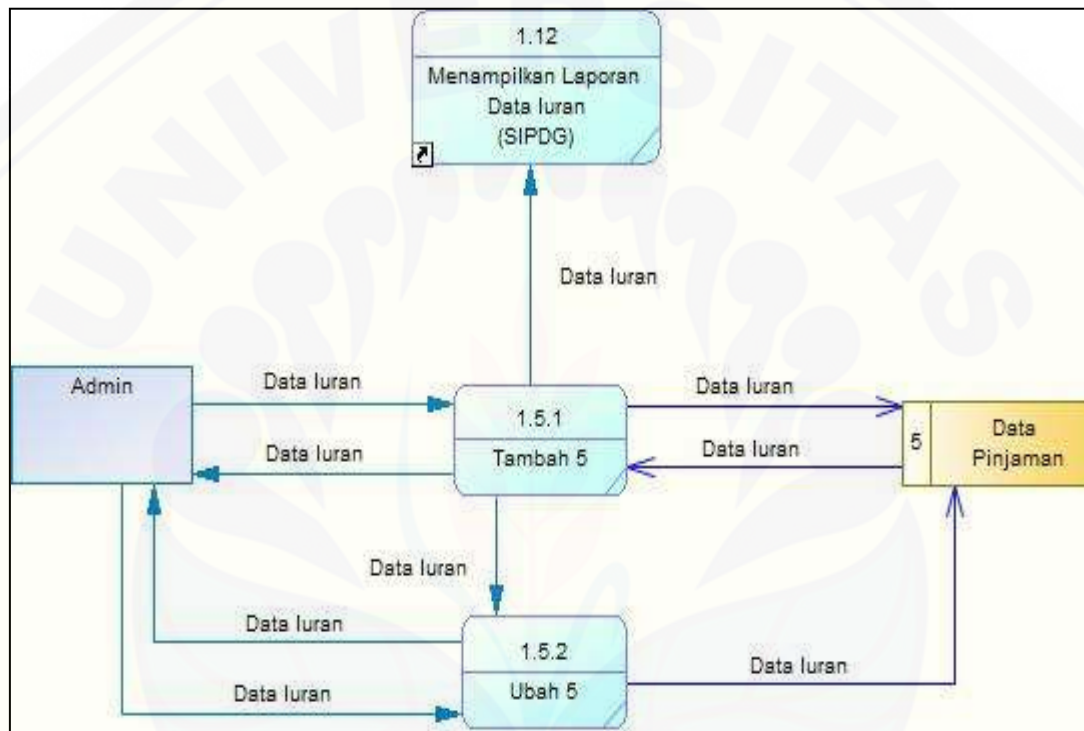 UNIVERSITAS
1.12
Menampilkan Laporan
Data Iuran
(SIPDG)
Data Iuran
Admin
Data Iuran
Data Iuran
1.5.1
Tambah 5
Data Iuran
Data Iuran
5
Data
Pinjaman
Data Iuran
Data Iuran
Data Iuran
1.5.2
Ubah 5
Data Iuran